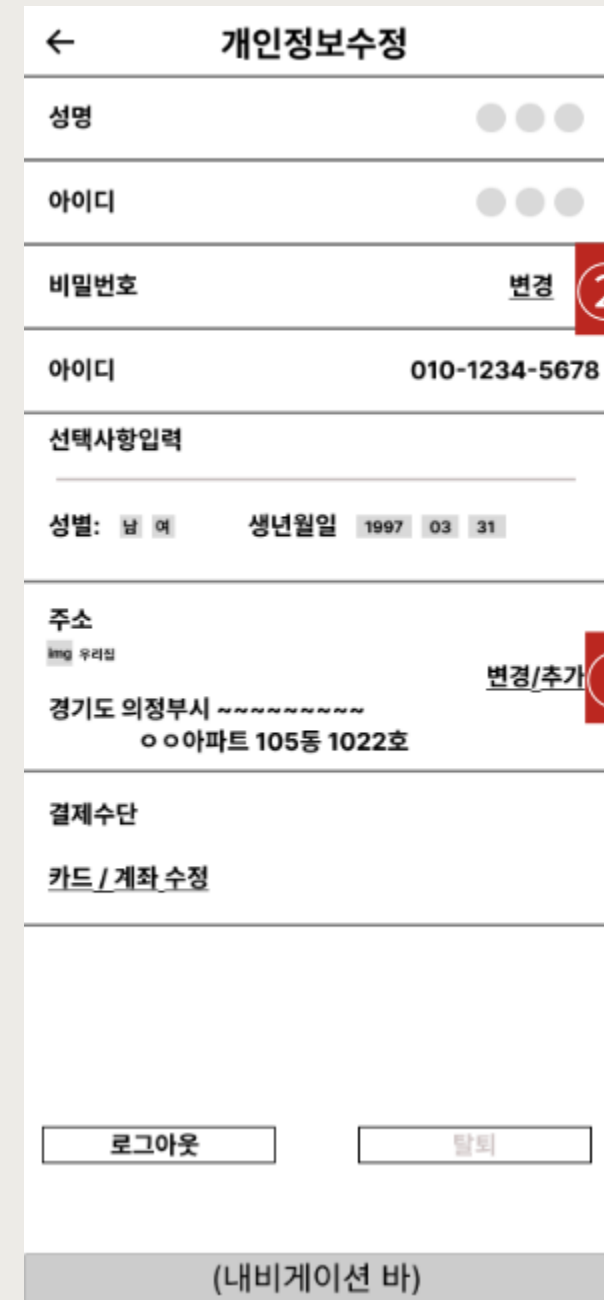 ← 개인정보수정
성명
아이디
비밀번호 변경 ②
아이디 010-1234-5678
선택사항입력
성별: 남 여 생년월일 1997 03 31
주소
img 우리집
변경/추가
경기도 의정부시 ~~~~~~~~~
ㅇㅇ아파트 105동 1022호
결제수단
카드 / 계좌 수정
로그아웃 탈퇴
(내비게이션 바)